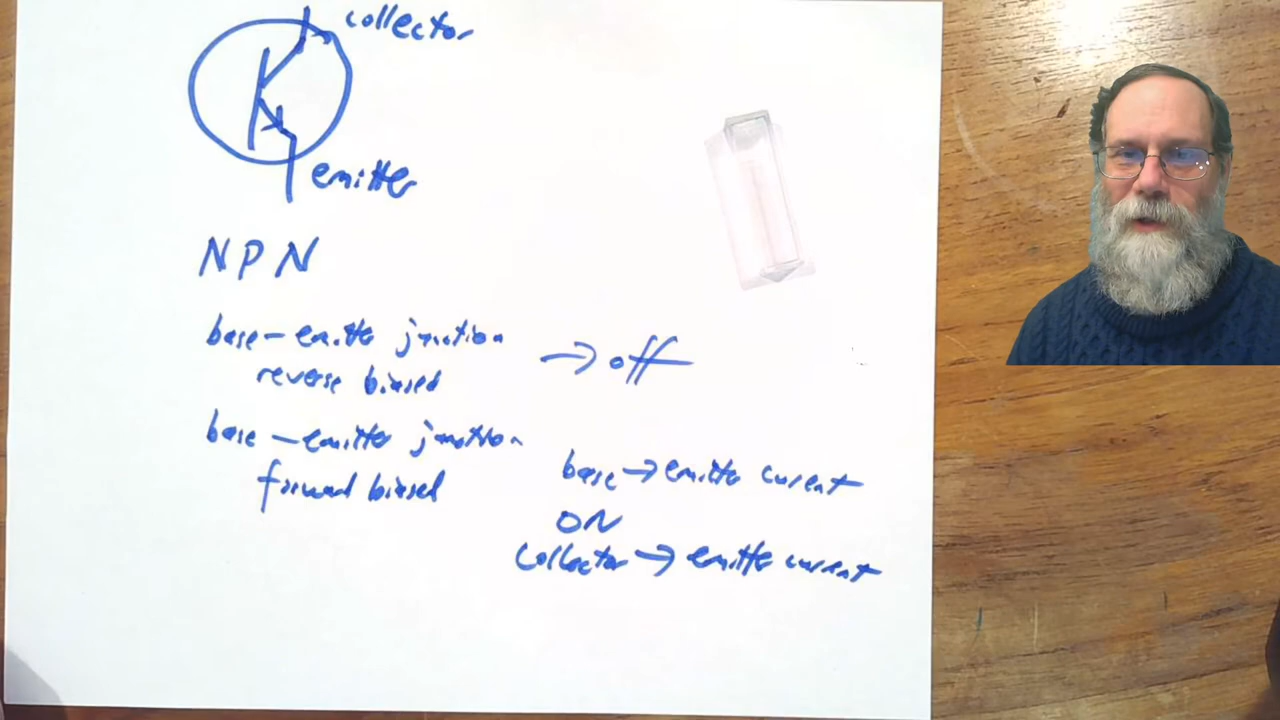 collector
emitter
NPN
base - emitter junction
reverse biased
→ off
base - emitter junction
forward biased
base → emitter current
ON
collector → emitter current